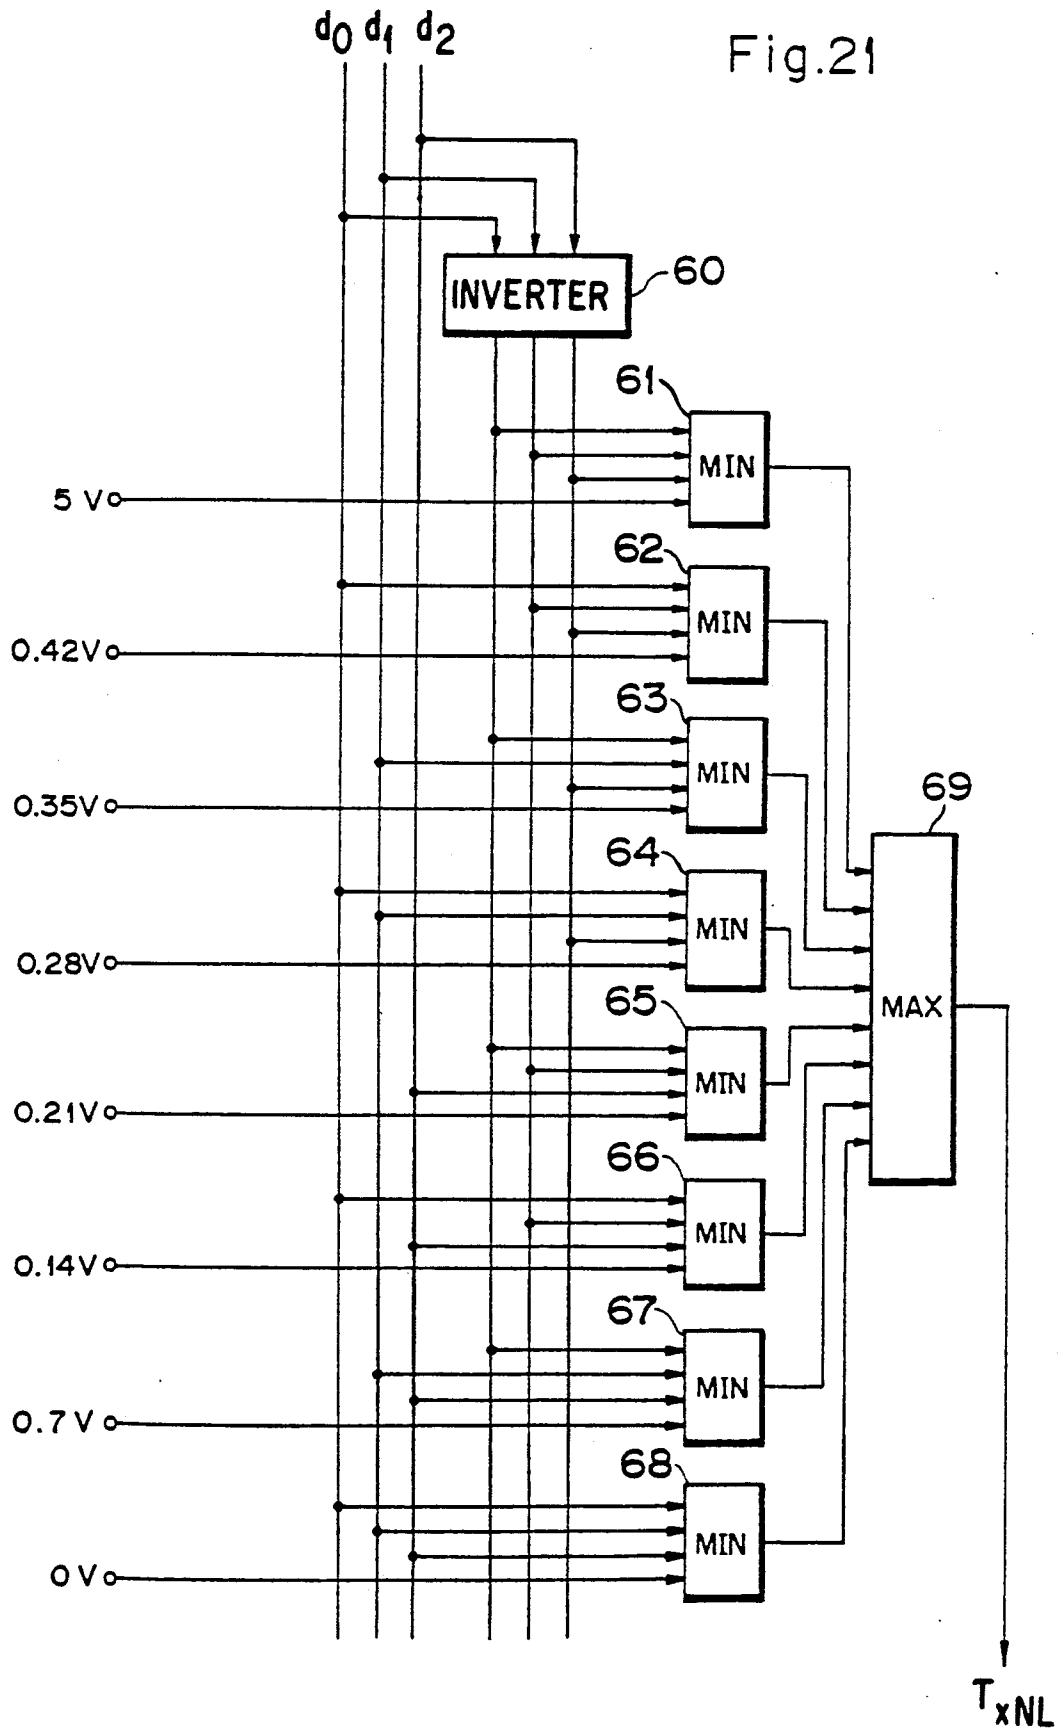 d0 d1 d2
Fig.21
INVERTER
60
61
MIN
5 V
62
MIN
0.42V
63
MIN
0.35V
69
64
MIN
0.28V
MAX
65
MIN
0.21V
66
MIN
0.14V
67
MIN
0.7 V
68
MIN
0 V
TxNL